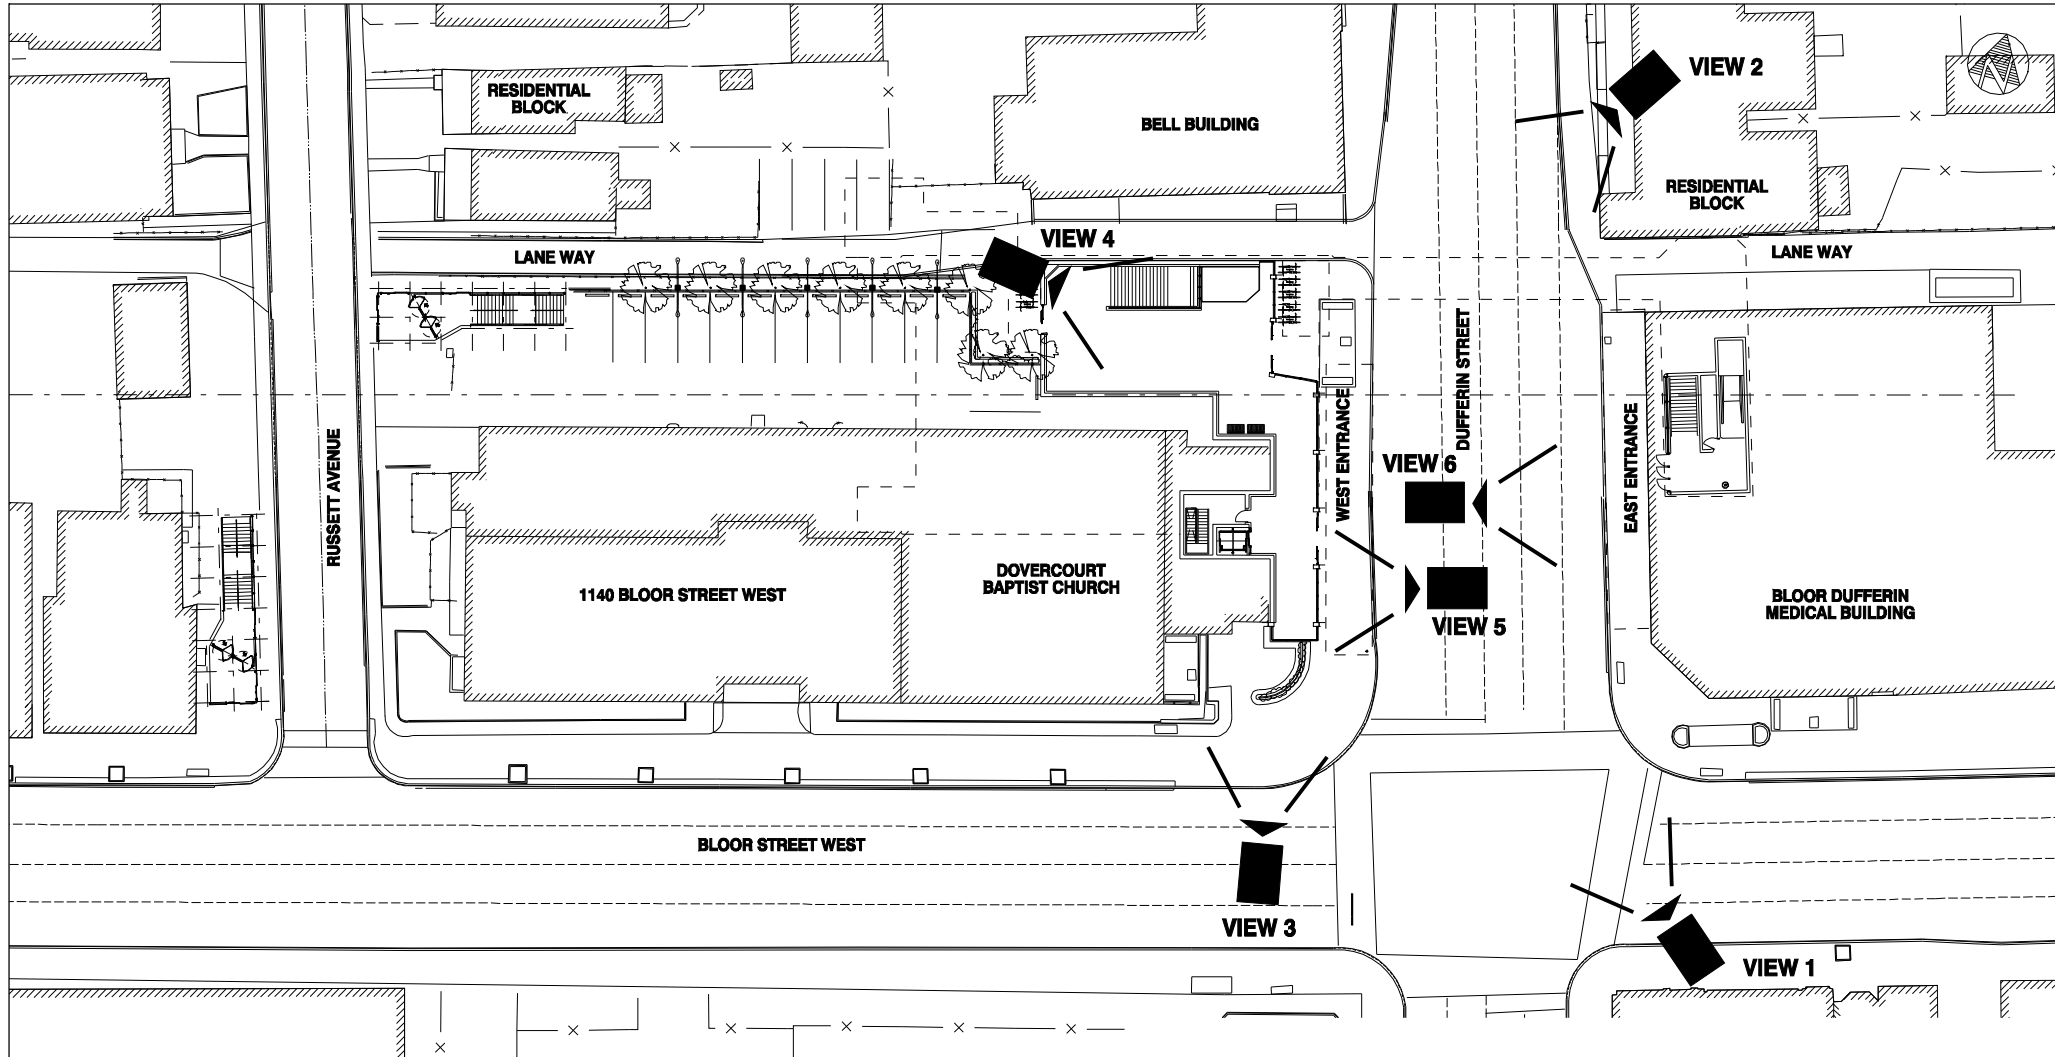 VIEW 2
RESIDENTIAL
BLOCK
BELL BUILDING
RESIDENTIAL
BLOCK
VIEW 4
LANE WAY
LANE WAY
DUFFERIN STREET
WEST ENTRANCE
EAST ENTRANCE
RUSSETT AVENUE
VIEW 6
DOVERCOURT
BAPTIST CHURCH
1140 BLOOR STREET WEST
BLOOR DUFFERIN
MEDICAL BUILDING
VIEW 5
BLOOR STREET WEST
VIEW 3
VIEW 1